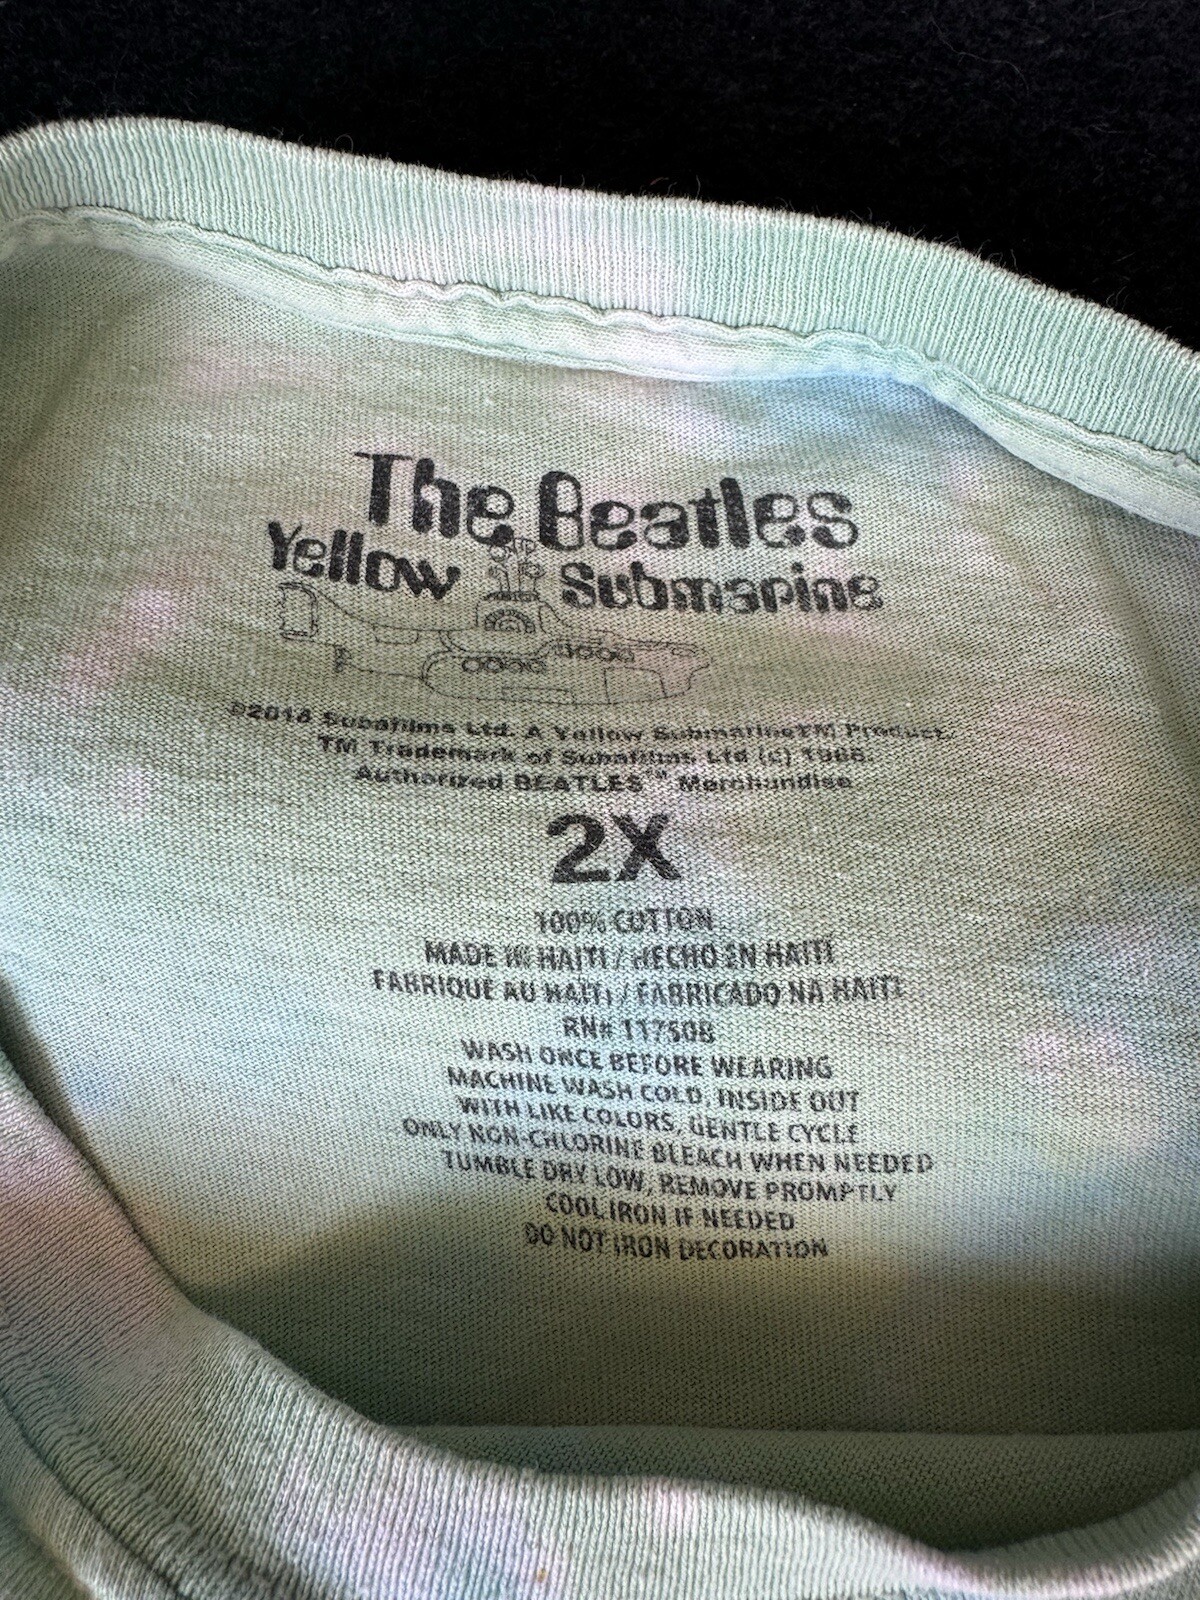 The Beatles
Yellow Submarine
©2018 Subafilms Ltd. A Yellow Submarine™ Product.
TM Trademark of Subafilms Ltd (c) 1968.
Authorized BEATLES™ Merchandise.
2X
100% COTTON
MADE IN HAITI / HECHO EN HAITI
FABRIQUE AU HAITI / FABRICADO NA HAITI
RN# 117508
WASH ONCE BEFORE WEARING
MACHINE WASH COLD, INSIDE OUT
WITH LIKE COLORS, GENTLE CYCLE
ONLY NON-CHLORINE BLEACH WHEN NEEDED
TUMBLE DRY LOW, REMOVE PROMPTLY
COOL IRON IF NEEDED
DO NOT IRON DECORATION